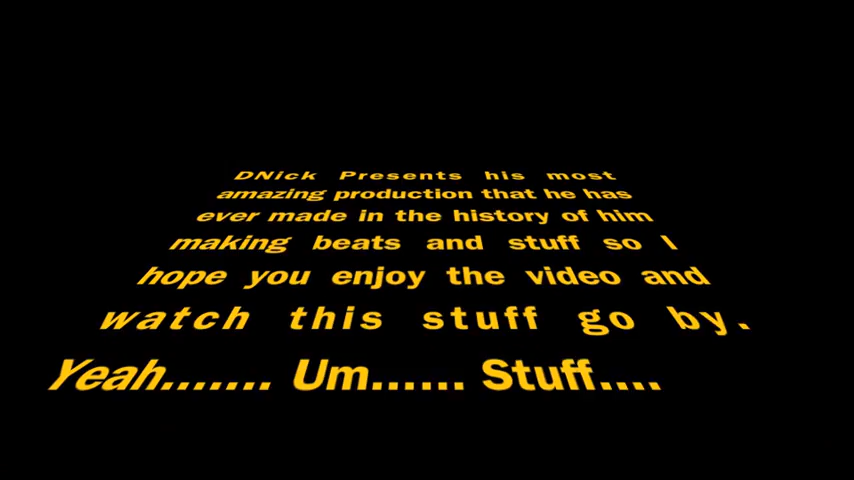 DNick Presents his most
amazing production that he has
ever made in the history of him
making beats and stuff so I
hope you enjoy the video and
watch this stuff go by.
Yeah....... Um...... Stuff....